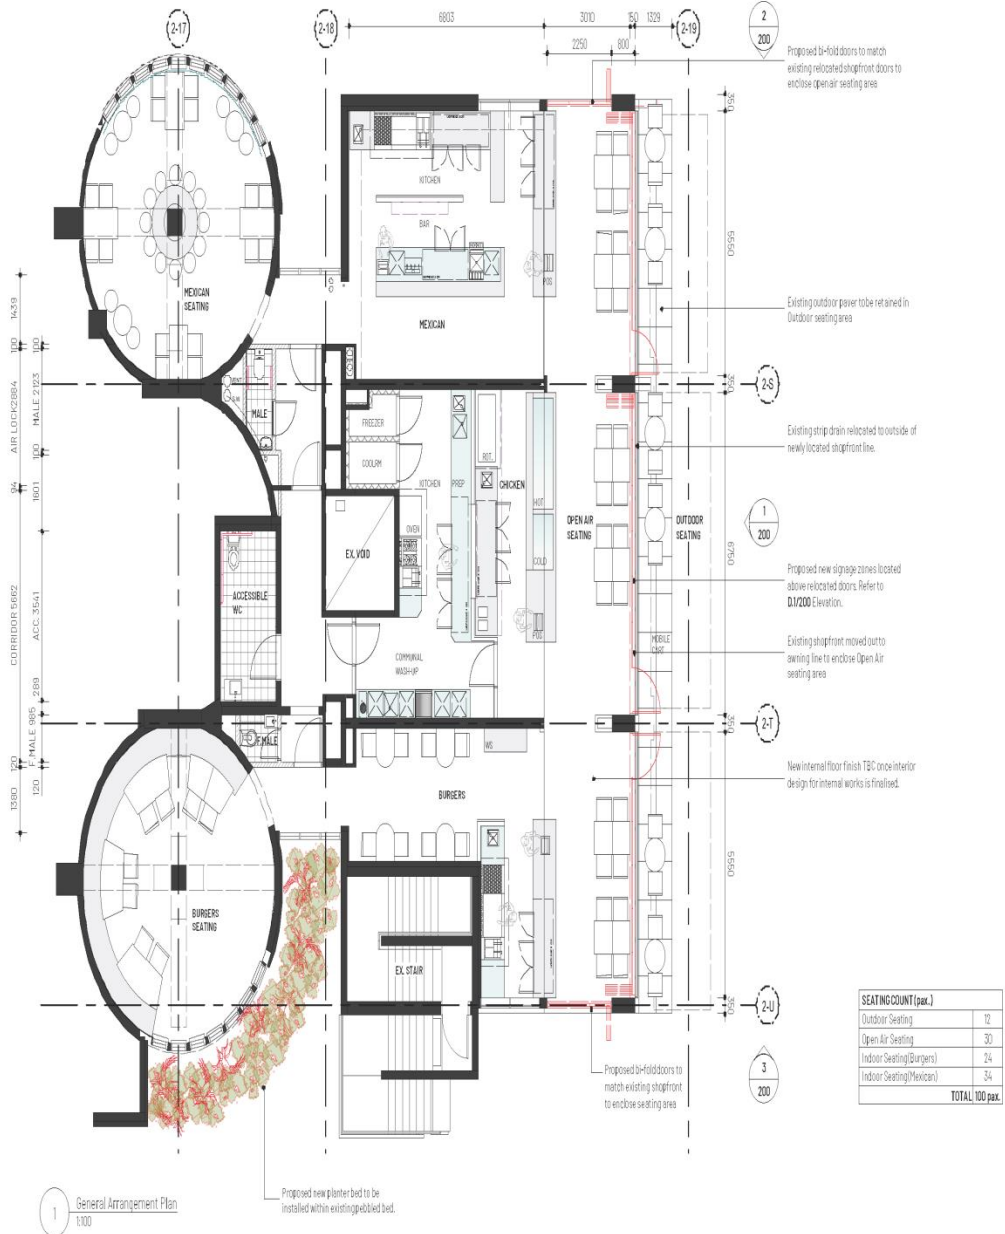 2-17
2-18
6803
3010
150
1329
2-19
2
200
2250
800
Proposed bi-fold doors to match
existing relocated shopfront doors to
enclose open air seating area
350
KITCHEN
BAR
POS
5550
MEXICAN
SEATING
MEXICAN
Existing outdoor paver to be retained in
Outdoor seating area
1439
100
100
AIR LOCK 2884
MALE 2123
100
94
1601
CORRIDOR 5662
ACC. 3541
289
F.MALE 985
120
1380
120
350
2-S
MALE
FREEZER
COOLRM
KITCHEN
PREP
CHICKEN
HOT
Existing strip drain relocated to outside of
newly located shopfront line.
OVEN
EX. VOID
OPEN AIR
SEATING
OUTDOOR
SEATING
1
200
COLD
6750
Proposed new signage zones located
above relocated doors. Refer to
D.1/200 Elevation.
ACCESSIBLE
WC
POS
MOBILE
CART
Existing shopfront moved out to
awning line to enclose Open Air
seating area
COMMUNAL
WASH-UP
350
2-T
F.MALE
WS
BURGERS
New internal floor finish TBC once interior
design for internal works is finalised.
5550
BURGERS
SEATING
EX. STAIR
350
2-U
SEATING COUNT (pax.)
Outdoor Seating 12
Open Air Seating 30
Indoor Seating (Burgers) 24
Indoor Seating (Mexican) 34
TOTAL 100 pax.
3
200
Proposed bi-fold doors to
match existing shopfront
to enclose seating area
Proposed new planter bed to be
installed within existing pebbled bed.
1
General Arrangement Plan
1:100